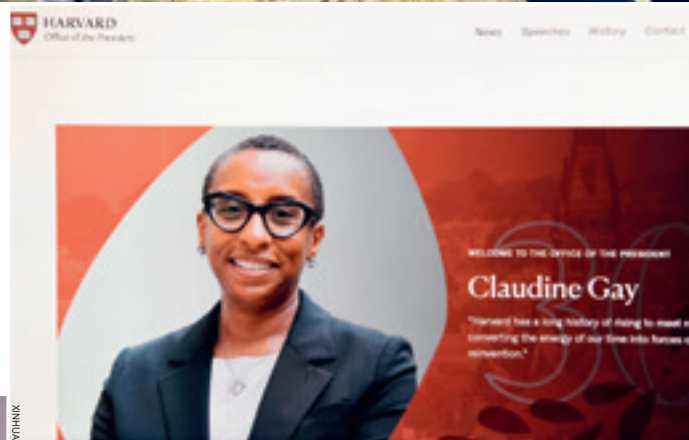 HARVARD
Office of the President
News Speeches History Contact
30
WELCOME TO THE OFFICE OF THE PRESIDENT
Claudine Gay
"Harvard has a long history of rising to meet
converting the energy of our time into forces
reinvention."
XINHUA